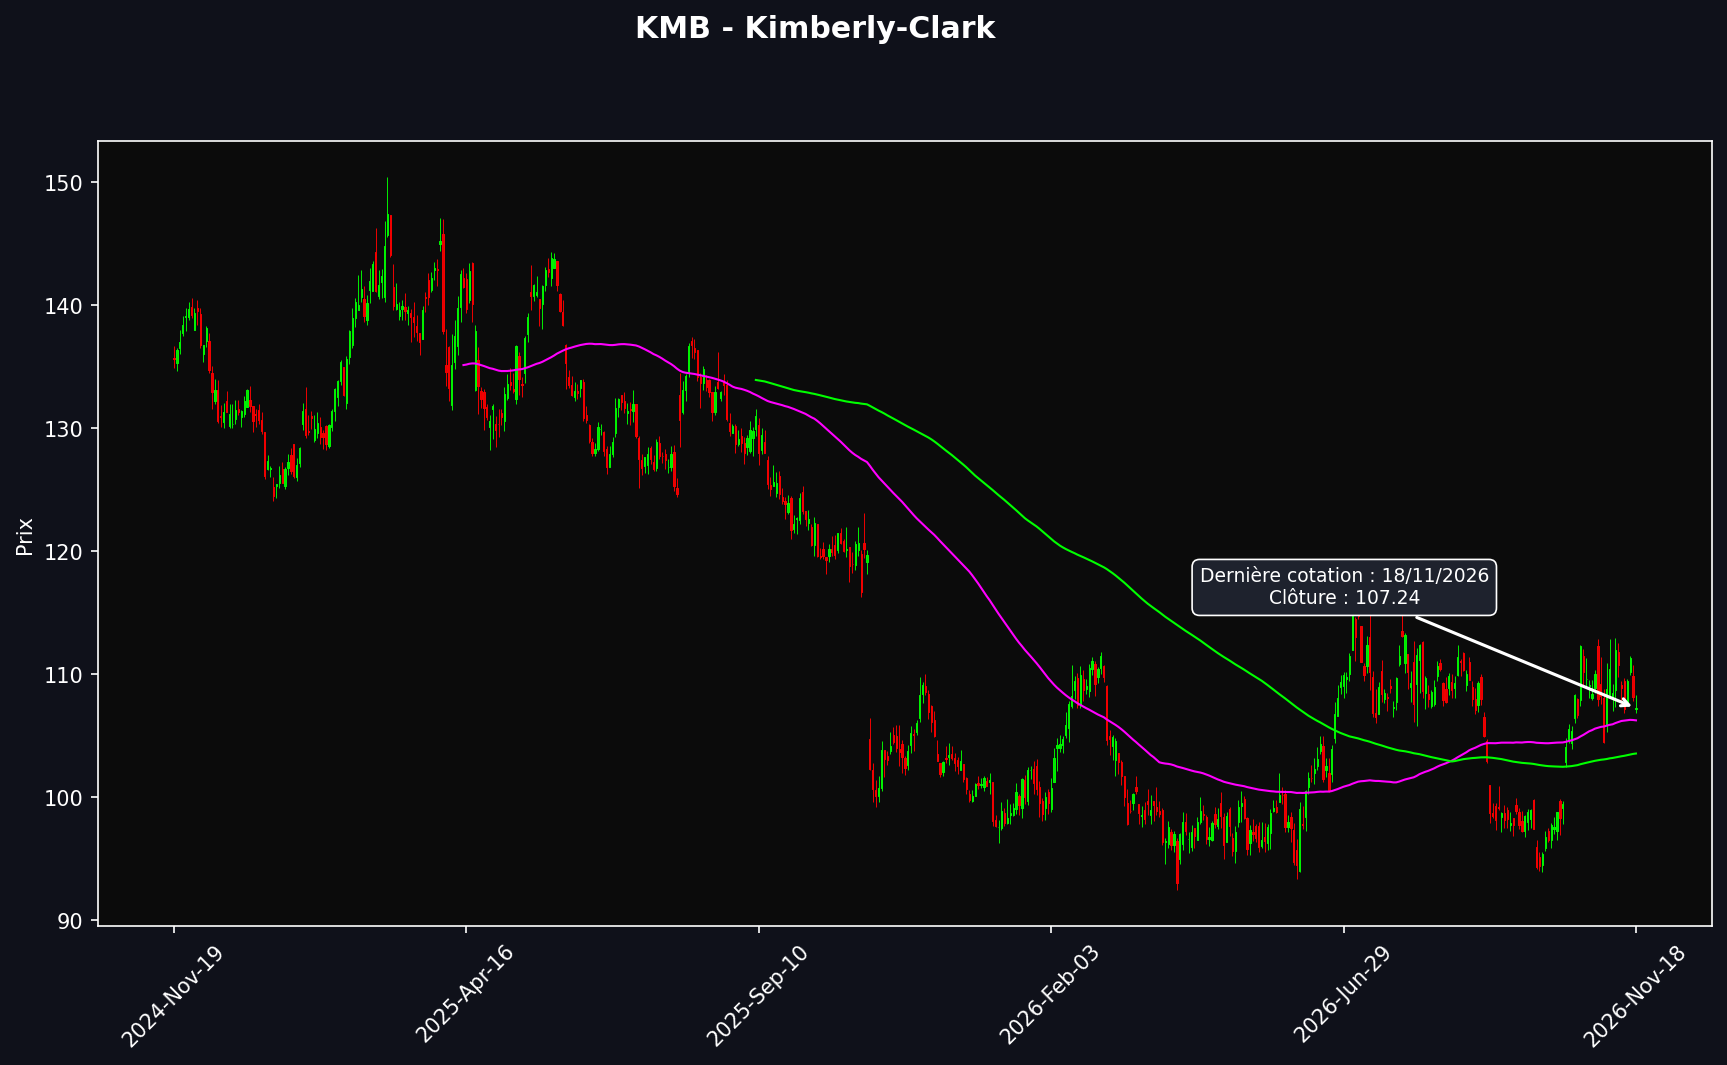 KMB - Kimberly-Clark
Prix
150
140
130
120
110
100
90
Dernière cotation : 18/11/2026
Clôture : 107.24
2024-Nov-19
2025-Apr-16
2025-Sep-10
2026-Feb-03
2026-Jun-29
2026-Nov-18